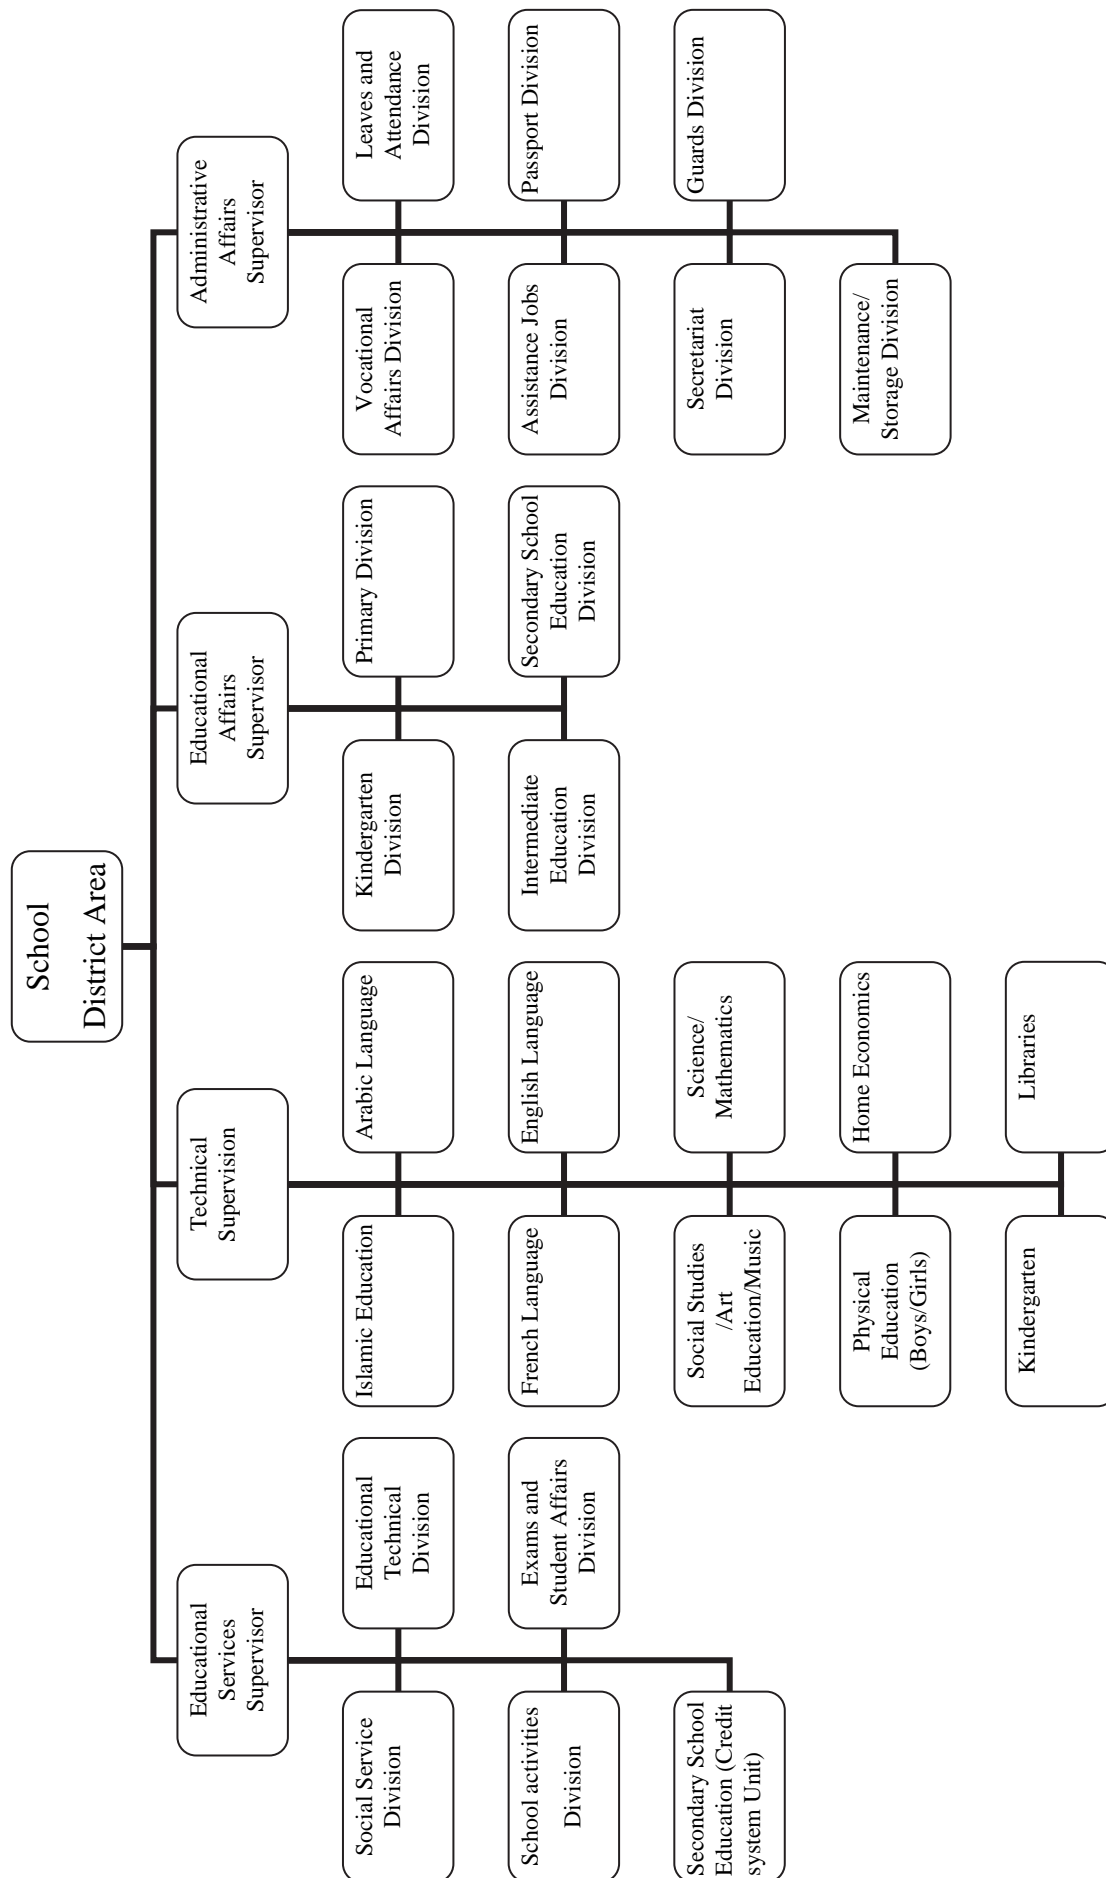 School
District Area
Educational
Services
Supervisor
Technical
Supervision
Educational
Affairs
Supervisor
Administrative
Affairs
Supervisor
Social Service
Division
Educational
Technical
Division
School activities
Division
Exams and
Student Affairs
Division
Secondary School
Education (Credit
system Unit)
Islamic Education
Arabic Language
French Language
English Language
Social Studies
/Art
Education/Music
Science/
Mathematics
Physical
Education
(Boys/Girls)
Home Economics
Kindergarten
Libraries
Kindergarten
Division
Primary Division
Intermediate
Education
Division
Secondary School
Education
Division
Vocational
Affairs Division
Leaves and
Attendance
Division
Assistance Jobs
Division
Passport Division
Secretariat
Division
Guards Division
Maintenance/
Storage Division